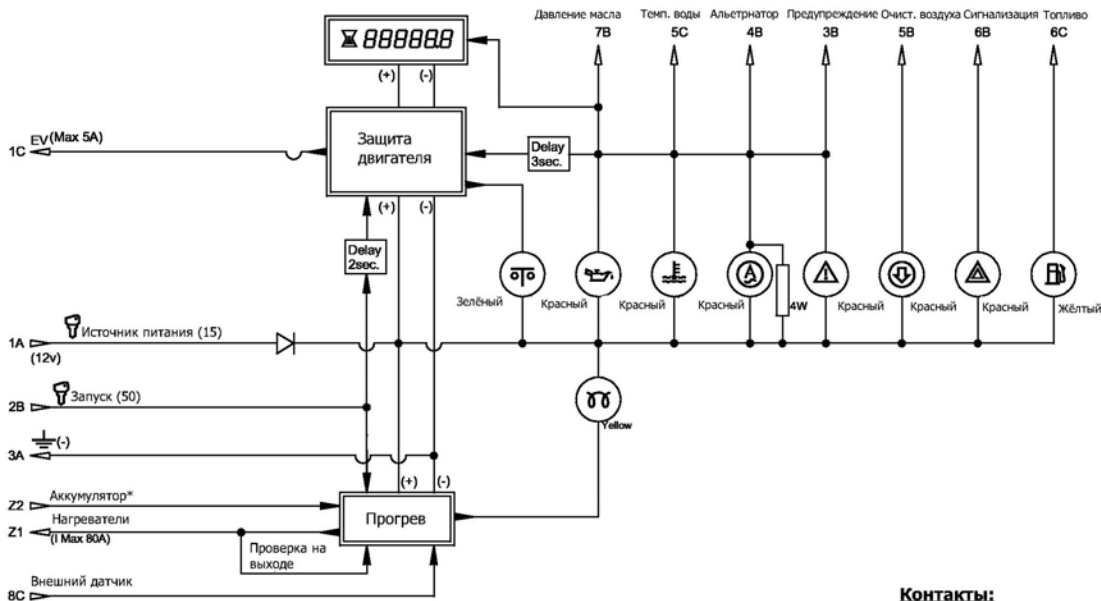 Давление масла Темп. воды Альетрнатор Предупреждение Очист. воздуха Сигнализация Топливо
7B 5C 4B 3B 5B 6B 6C
88888.8
(+) (-)
EV (Max 5A)
1C
Защита
двигателя
Delay
3sec.
(+) (-)
Delay
2sec.
Зелёный Красный Красный Красный 4W Красный Красный Красный Жёлтый
Источник питания (15)
1A
(12v)
Запуск (50)
2B
Yellow
(-)
3A
(+) (-)
Аккумулятор*
Z2
Нагреватели
Z1
(I Max 80A)
Прогрев
Проверка на
выходе
Внешний датчик
8C
Контакты: